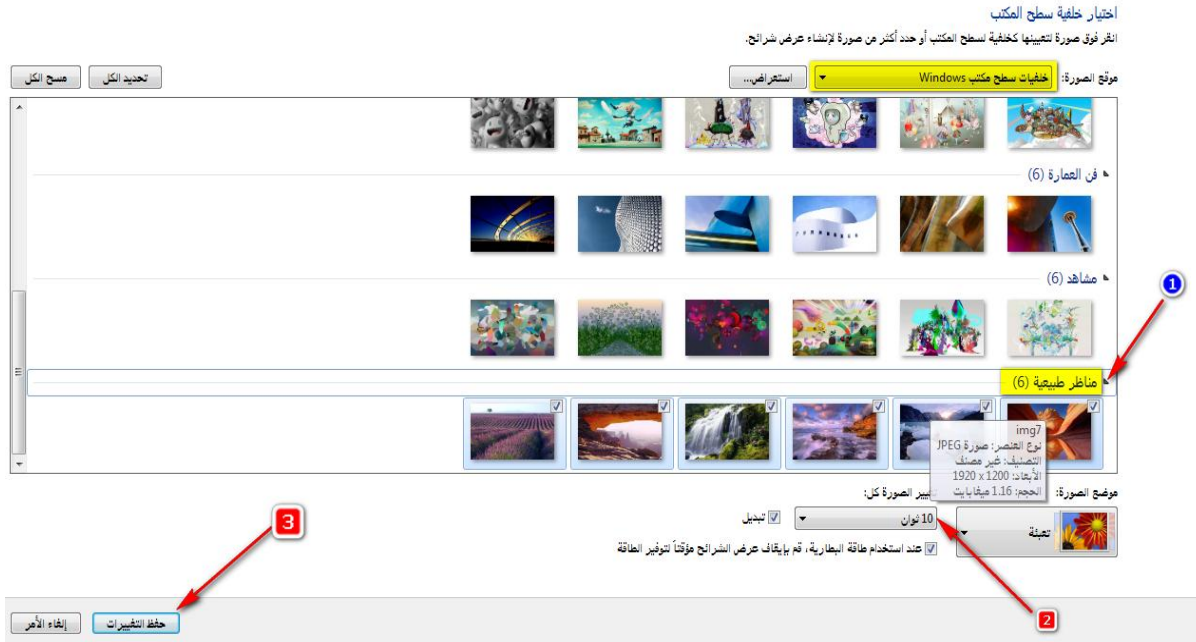 اختيار خلفية سطح المكتب
انقر فوق صورة لتعيينها كخلفية لسطح المكتب أو حدد أكثر من صورة لإنشاء عرض شرائح.
موقع الصورة: خلفيات سطح مكتب Windows استعراض... تحديد الكل مسح الكل
فن العمارة (6)
مشاهد (6)
1
مناظر طبيعية (6)
img7
نوع العنصر: صورة JPEG
التصنيف: غير مصنف
الأبعاد: 1200 x 1920
الحجم: 1.16 ميغابايت
موضع الصورة: تغيير الصورة كل:
تعبئة 10 ثوان تبديل
3
عند استخدام طاقة البطارية، قم بإيقاف عرض الشرائح مؤقتاً لتوفير الطاقة
2
حفظ التغييرات إلغاء الأمر